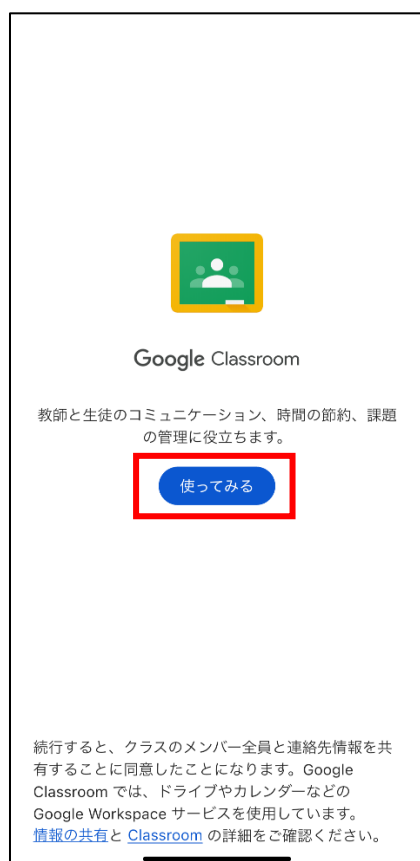 Google Classroom
教師と生徒のコミュニケーション、時間の節約、課題
の管理に役立ちます。
使ってみる
続行すると、クラスのメンバー全員と連絡先情報を共
有することに同意したことになります。Google
Classroom では、ドライブやカレンダーなどの
Google Workspace サービスを使用しています。
情報の共有と Classroom の詳細をご確認ください。